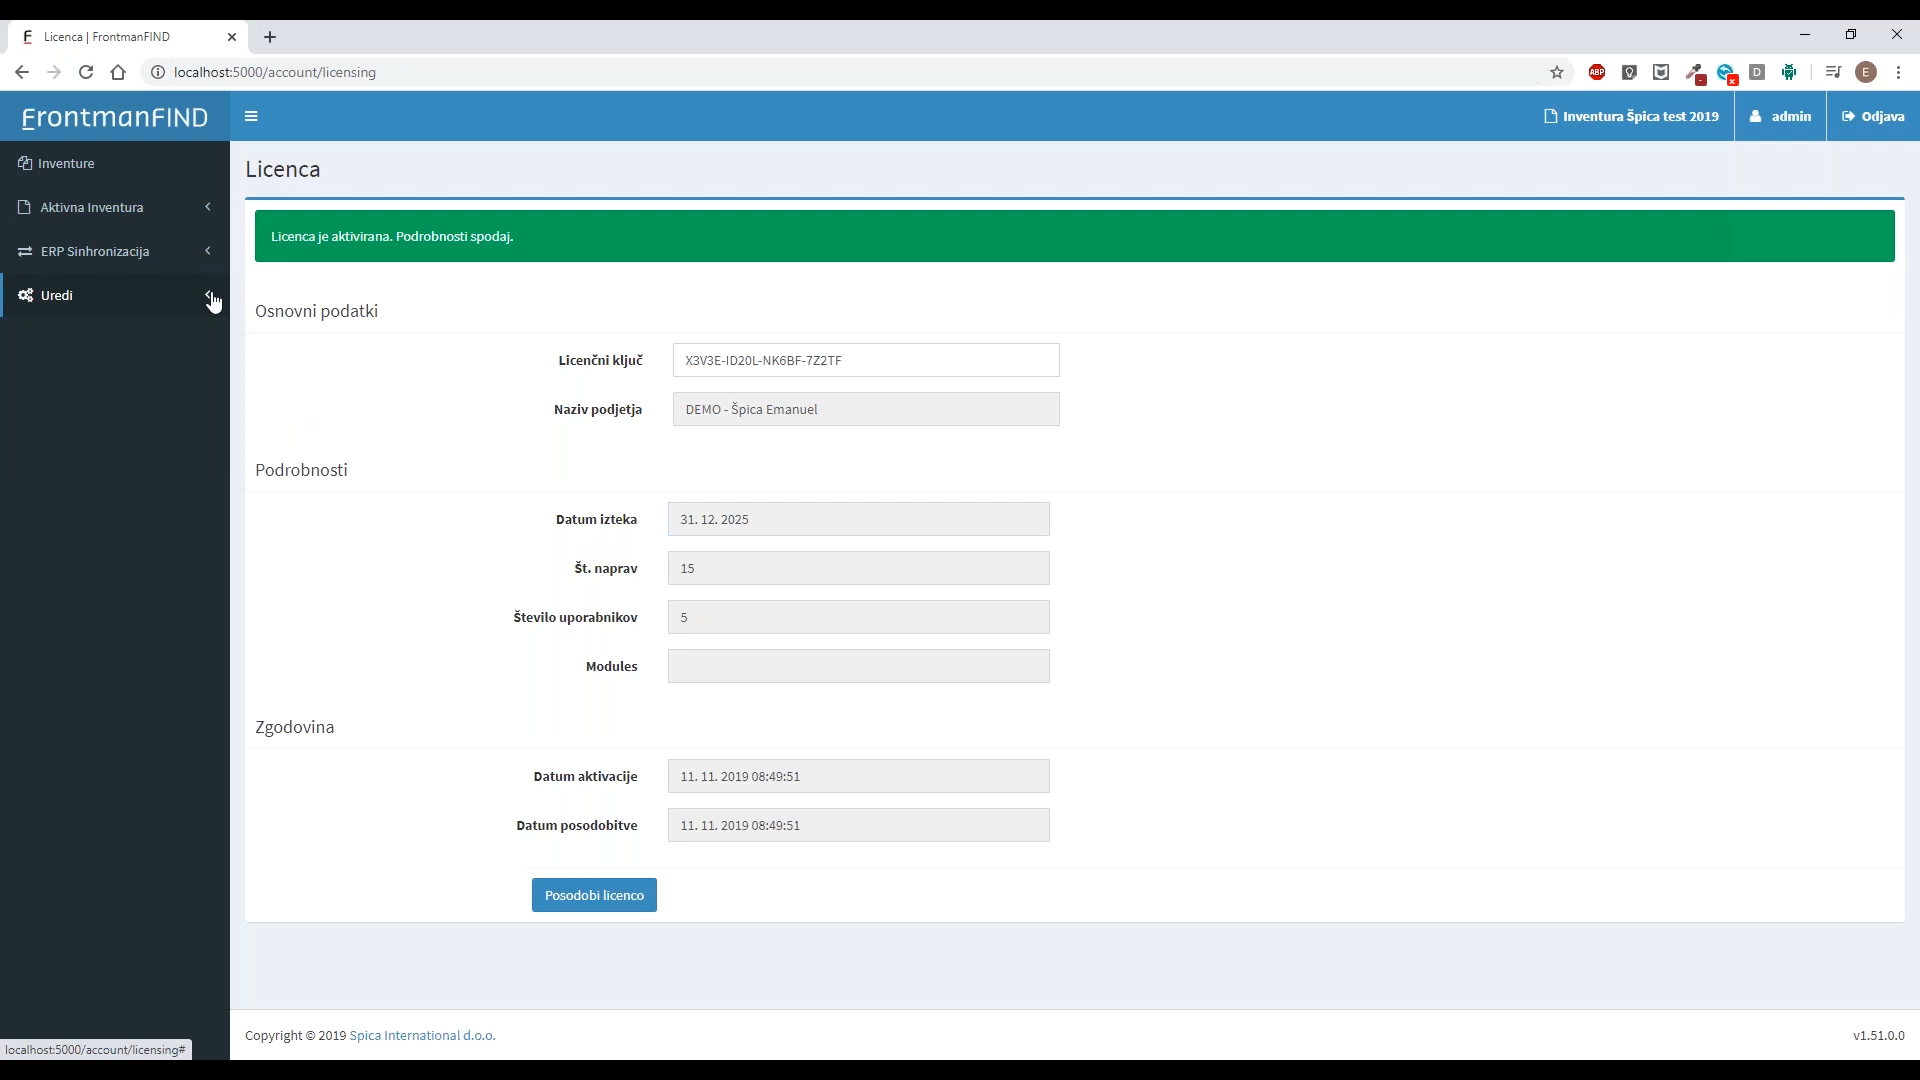 Licenca | FrontmanFIND
localhost:5000/account/licensing
ABP
D
E
FrontmanFIND
Inventura Špica test 2019
admin
Odjava
Inventure
Aktivna Inventura
ERP Sinhronizacija
Uredi
Licenca
Licenca je aktivirana. Podrobnosti spodaj.
Osnovni podatki
Licenčni ključ
X3V3E-ID20L-NK6BF-7Z2TF
Naziv podjetja
DEMO - Špica Emanuel
Podrobnosti
Datum izteka
31. 12. 2025
Št. naprav
15
Število uporabnikov
5
Modules
Zgodovina
Datum aktivacije
11. 11. 2019 08:49:51
Datum posodobitve
11. 11. 2019 08:49:51
Posodobi licenco
Copyright © 2019 Spica International d.o.o.
v1.51.0.0
localhost:5000/account/licensing#